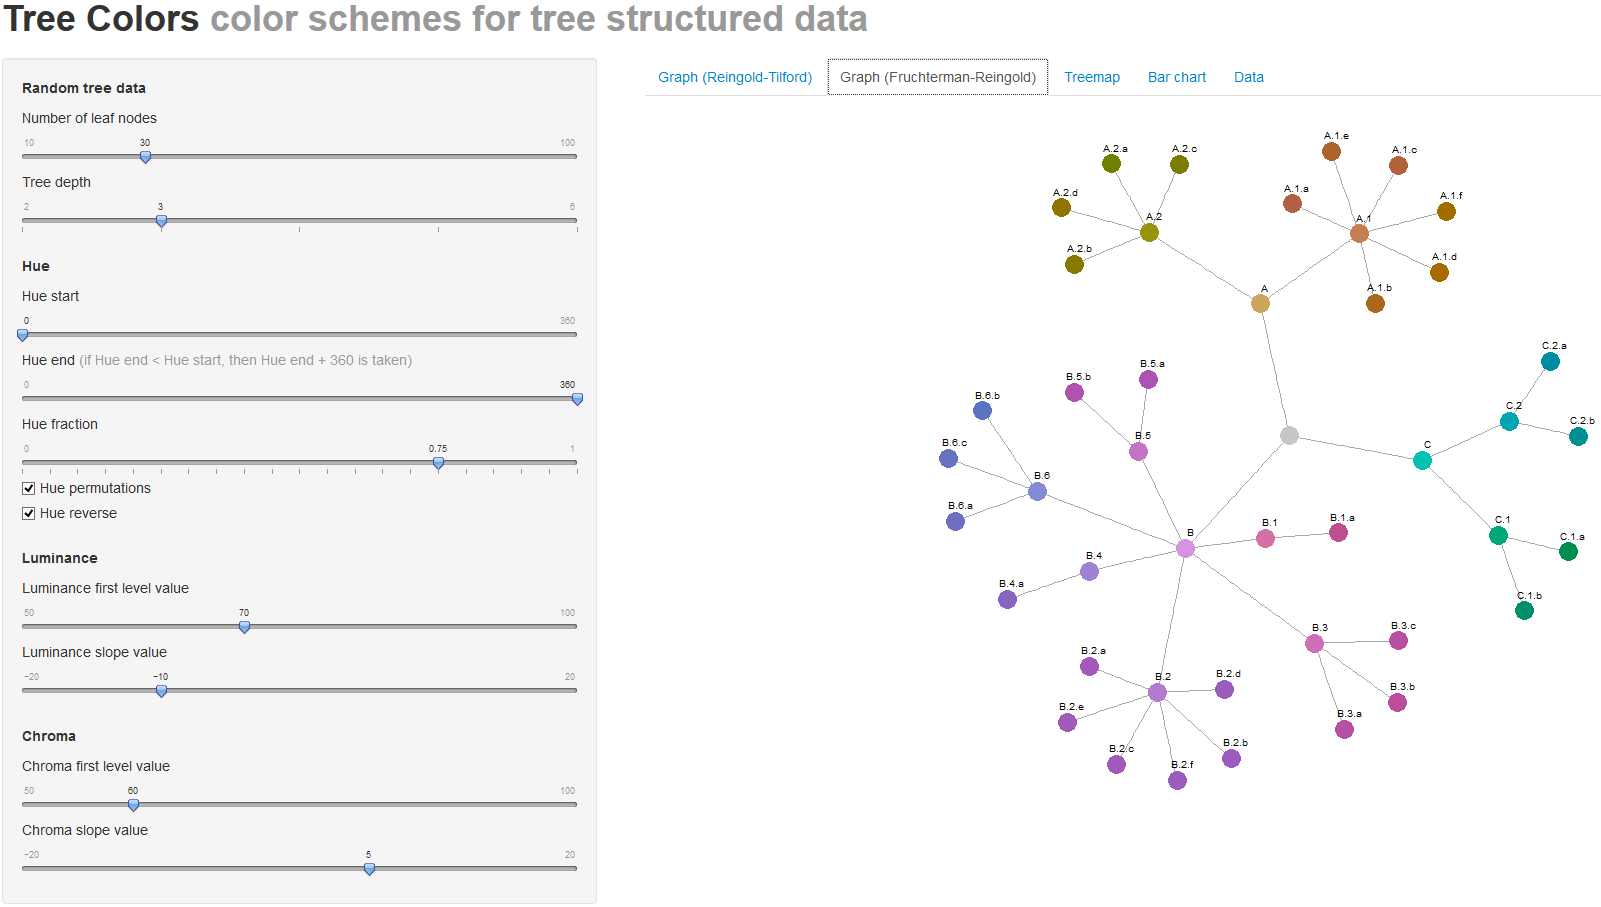 Tree Colors color schemes for tree structured data
Random tree data
Number of leaf nodes
10 30 100
Tree depth
2 3 6
Hue
Hue start
0 360
Hue end (if Hue end < Hue start, then Hue end + 360 is taken)
0 360
Hue fraction
0 0.75 1
Hue permutations
Hue reverse
Luminance
Luminance first level value
50 70 100
Luminance slope value
−20 −10 20
Chroma
Chroma first level value
50 60 100
Chroma slope value
−20 5 20
Graph (Reingold-Tilford) Graph (Fruchterman-Reingold) Treemap Bar chart Data
A.1.e
A.2.a A.2.c A.1.c
A.2.d A.1.a A.1.f
A.2 A.1
A.2.b A.1.d
A A.1.b
C.2.a
B.5.b B.5.a
B.6.b C.2
C.2.b
B.6.c B.5 C
B.6
B.6.a B.1 B.1.a C.1
B C.1.a
B.4
B.4.a C.1.b
B.3 B.3.c
B.2.a
B.2 B.2.d
B.3.b
B.2.e B.3.a
B.2.c B.2.b
B.2.f